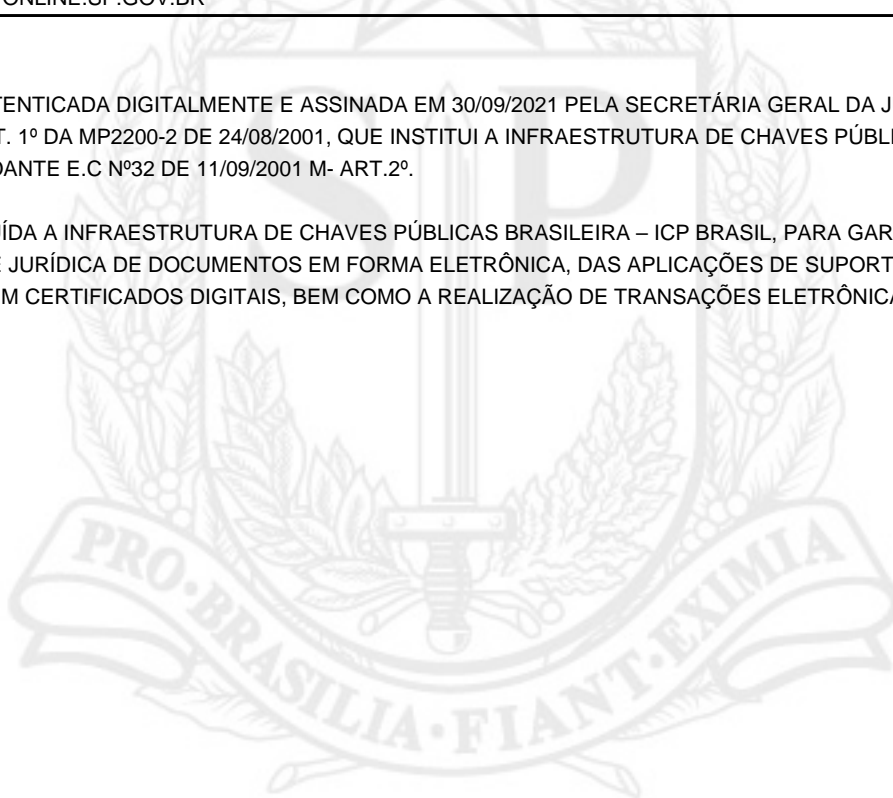 ONLINE.SP.GOV.BR
TENTICADA DIGITALMENTE E ASSINADA EM 30/09/2021 PELA SECRETÁRIA GERAL DA J
T. 1º DA MP2200-2 DE 24/08/2001, QUE INSTITUI A INFRAESTRUTURA DE CHAVES PÚBLI
DANTE E.C Nº32 DE 11/09/2001 M- ART.2º.
ÍDA A INFRAESTRUTURA DE CHAVES PÚBLICAS BRASILEIRA – ICP BRASIL, PARA GAR
E JURÍDICA DE DOCUMENTOS EM FORMA ELETRÔNICA, DAS APLICAÇÕES DE SUPORT
M CERTIFICADOS DIGITAIS, BEM COMO A REALIZAÇÃO DE TRANSAÇÕES ELETRÔNICA
SP
PRO·BRASILIA·FIANT·EXIMIA